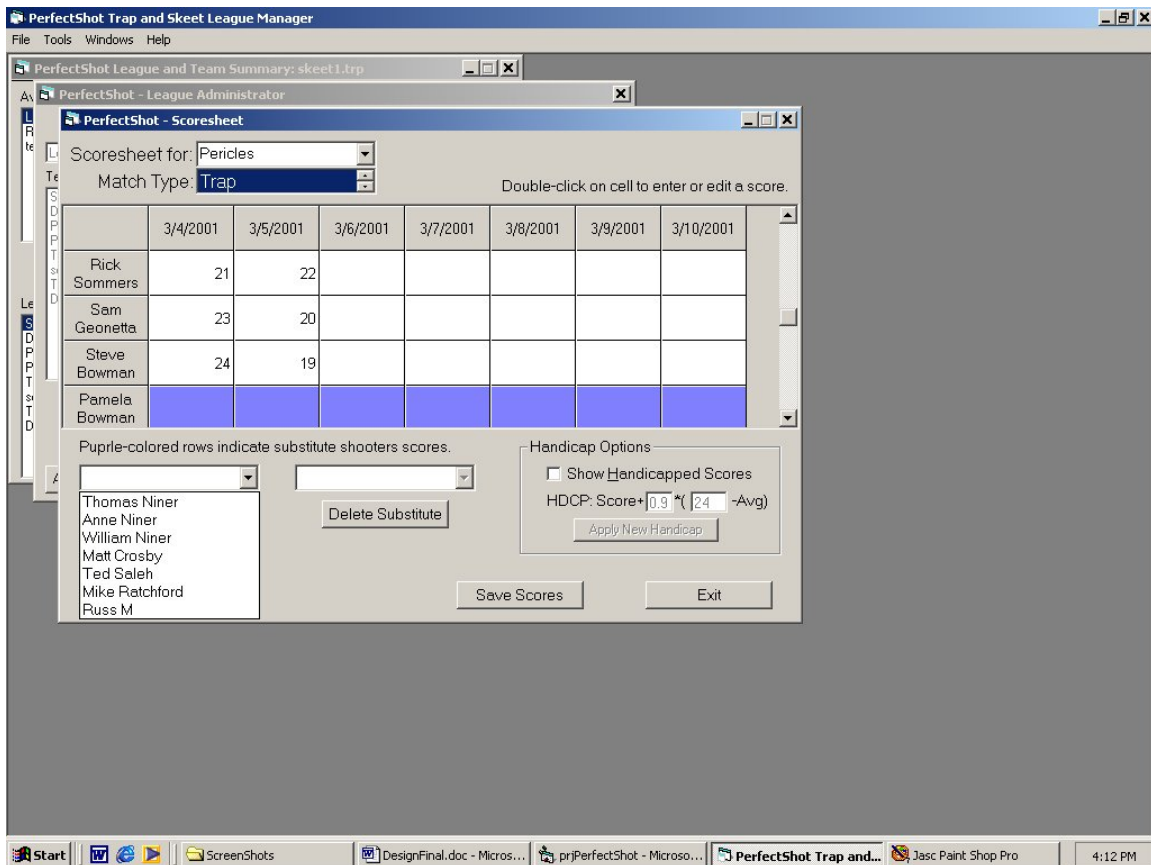 PerfectShot Trap and Skeet League Manager
File Tools Windows Help
PerfectShot League and Team Summary: skeet1.trp
PerfectShot - League Administrator
PerfectShot - Scoresheet
Scoresheet for: Pericles
Match Type: Trap
Double-click on cell to enter or edit a score.
3/4/2001 3/5/2001 3/6/2001 3/7/2001 3/8/2001 3/9/2001 3/10/2001
Rick Sommers 21 22
Sam Geonetta 23 20
Steve Bowman 24 19
Pamela Bowman
Puprle-colored rows indicate substitute shooters scores.
Handicap Options
Show Handicapped Scores
HDCP: Score+ 0.9 *( 24 -Avg)
Apply New Handicap
Thomas Niner
Anne Niner
William Niner
Matt Crosby
Ted Saleh
Mike Ratchford
Russ M
Delete Substitute
Save Scores Exit
Start ScreenShots DesignFinal.doc - Micros... prjPerfectShot - Microso... PerfectShot Trap and... Jasc Paint Shop Pro 4:12 PM